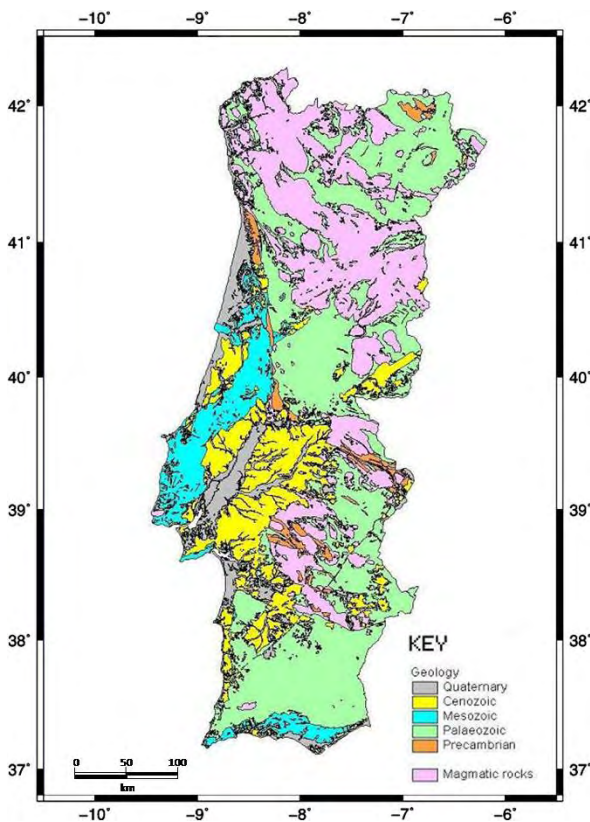 −10° −9° −8° −7° −6°
42° 42°
41° 41°
40° 40°
39° 39°
38° 38°
37° 37°
KEY
Geology
Quaternary
Cenozoic
Mesozoic
Palaeozoic
Precambrian
Magmatic rocks
0 50 100
km
−10° −9° −8° −7° −6°